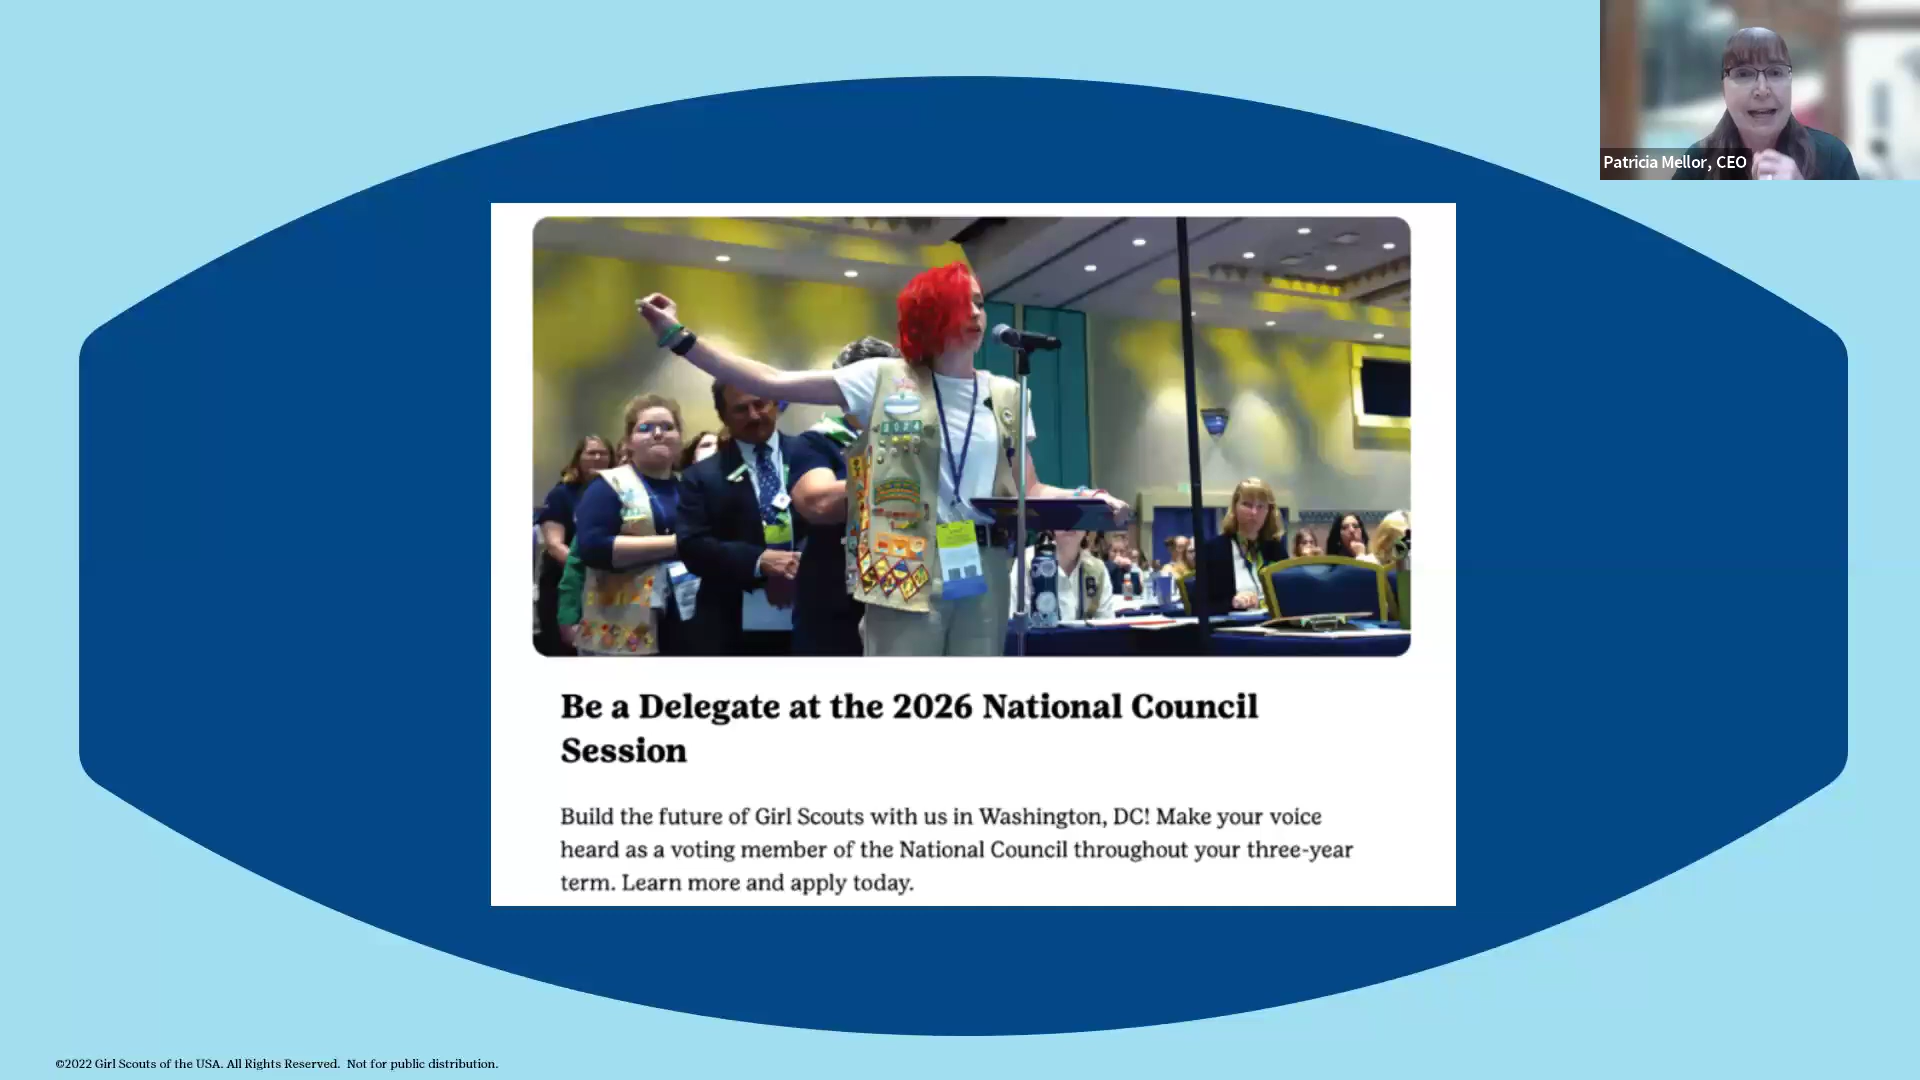 Patricia Mellor, CEO
2024
Be a Delegate at the 2026 National Council
Session
Build the future of Girl Scouts with us in Washington, DC! Make your voice
heard as a voting member of the National Council throughout your three-year
term. Learn more and apply today.
©2022 Girl Scouts of the USA. All Rights Reserved.  Not for public distribution.